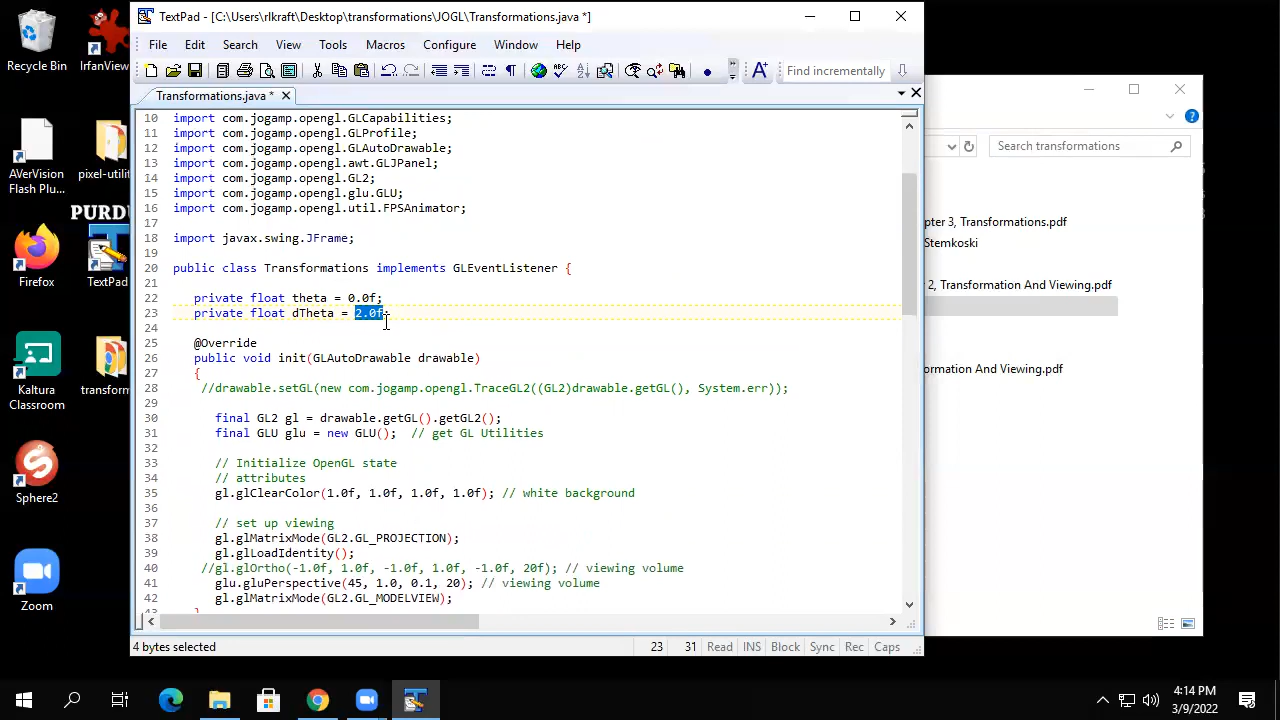 Recycle Bin
IrfanView
AVerVision
Flash Plu...
pixel-utilit
PURDU
Firefox
TextPad
Kaltura
Classroom
transform
Sphere2
Zoom
TextPad - [C:\Users\rlkraft\Desktop\transformations\JOGL\Transformations.java *]
File Edit Search View Tools Macros Configure Window Help
Find incrementally
Transformations.java *
10 import com.jogamp.opengl.GLCapabilities;
11 import com.jogamp.opengl.GLProfile;
12 import com.jogamp.opengl.GLAutoDrawable;
13 import com.jogamp.opengl.awt.GLJPanel;
14 import com.jogamp.opengl.GL2;
15 import com.jogamp.opengl.glu.GLU;
16 import com.jogamp.opengl.util.FPSAnimator;
17
18 import javax.swing.JFrame;
19
20 public class Transformations implements GLEventListener {
21
22 private float theta = 0.0f;
23 private float dTheta = 2.0f;
24
25 @Override
26 public void init(GLAutoDrawable drawable)
27 {
28 //drawable.setGL(new com.jogamp.opengl.TraceGL2((GL2)drawable.getGL(), System.err));
29
30 final GL2 gl = drawable.getGL().getGL2();
31 final GLU glu = new GLU(); // get GL Utilities
32
33 // Initialize OpenGL state
34 // attributes
35 gl.glClearColor(1.0f, 1.0f, 1.0f, 1.0f); // white background
36
37 // set up viewing
38 gl.glMatrixMode(GL2.GL_PROJECTION);
39 gl.glLoadIdentity();
40 //gl.glOrtho(-1.0f, 1.0f, -1.0f, 1.0f, -1.0f, 20f); // viewing volume
41 glu.gluPerspective(45, 1.0, 0.1, 20); // viewing volume
42 gl.glMatrixMode(GL2.GL_MODELVIEW);
43 }
4 bytes selected 23 31 Read INS Block Sync Rec Caps
Search transformations
pter 3, Transformations.pdf
Stemkoski
2, Transformation And Viewing.pdf
ormation And Viewing.pdf
4:14 PM
3/9/2022